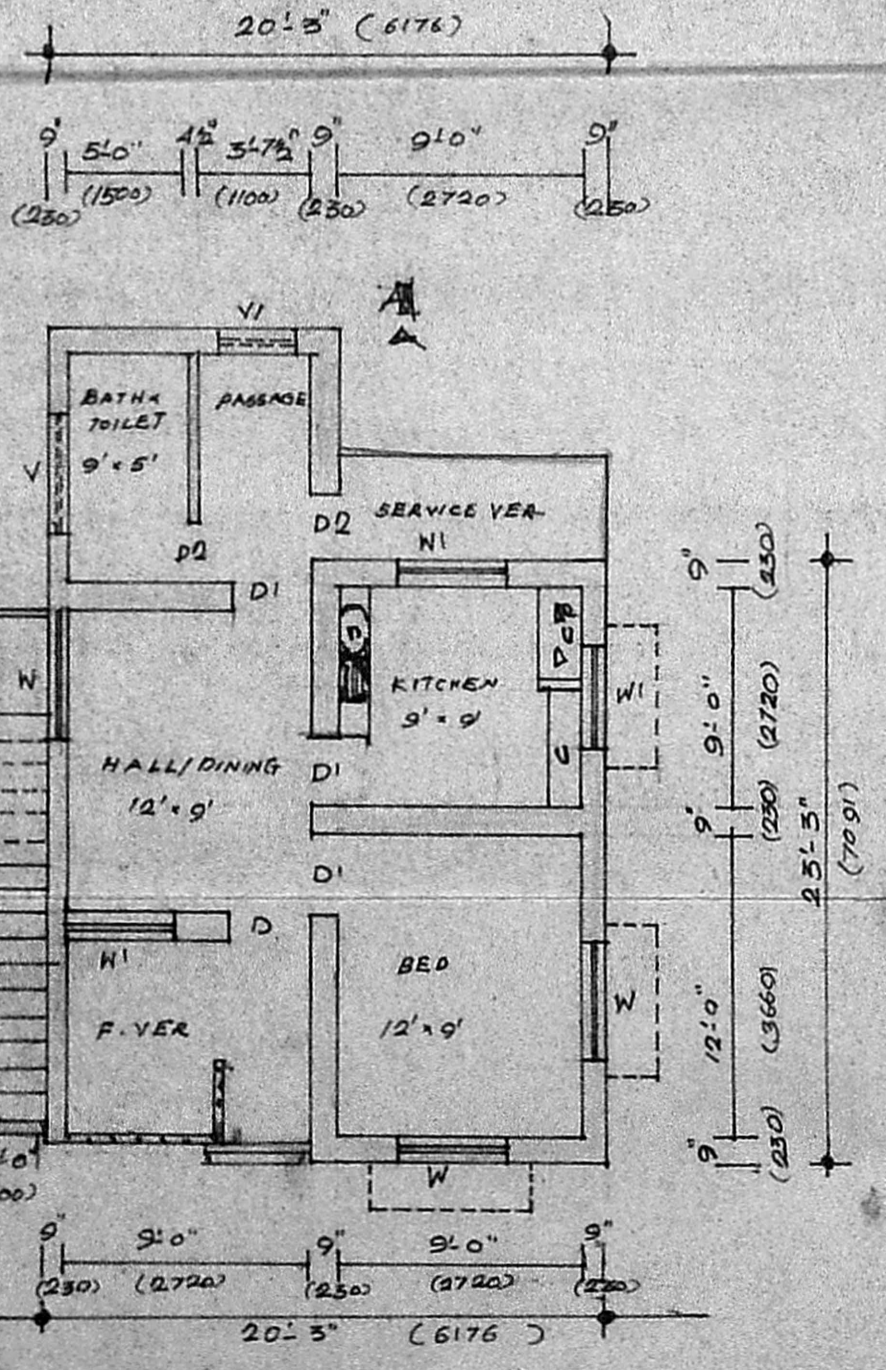 20'-3" (6176)
9" 5'-0" 4½" 3'-7½" 9" 9'-0" 9"
(230) (1500) (1100) (230) (2720) (230)
V1
A
BATH &
TOILET
9' x 5'
PASSAGE
V
D2
D2
SERVICE VER
W1
D1
9" (230)
W
KITCHEN
9' x 9'
W1
9'-0" (2720)
HALL/DINING
12' x 9'
D1
C
9" (230)
23'-3"
(7091)
D1
D
W1
BED
12' x 9'
W
F. VER
12'-0" (3660)
9" (230)
W
9" 9'-0" 9" 9'-0" 9"
(230) (2720) (230) (2720) (230)
20'-3" (6176)